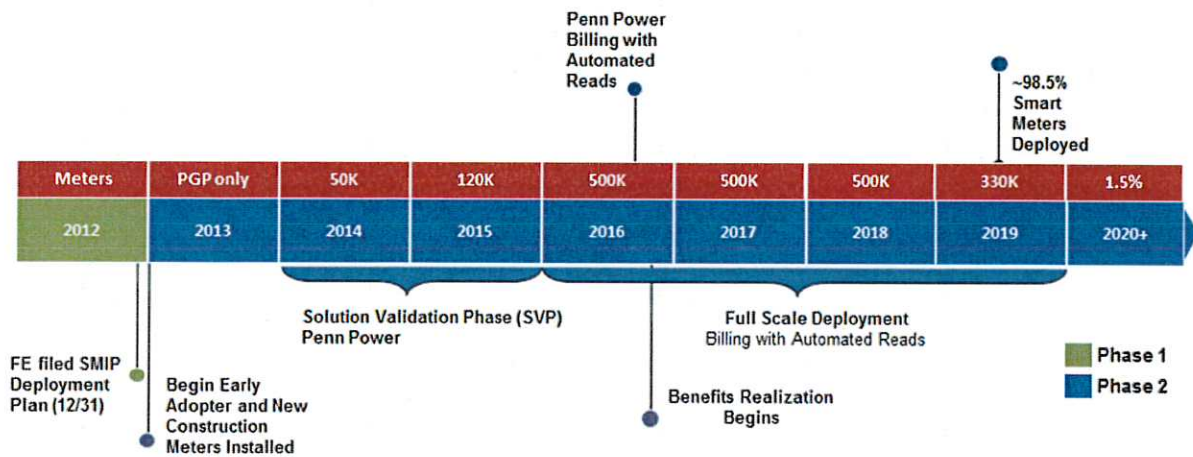 Penn Power
Billing with
Automated
Reads
~98.5%
Smart
Meters
Deployed
Meters PGP only 50K 120K 500K 500K 500K 330K 1.5%
2012 2013 2014 2015 2016 2017 2018 2019 2020+
Solution Validation Phase (SVP)
Penn Power
Full Scale Deployment
Billing with Automated Reads
FE filed SMIP
Deployment
Plan (12/31)
Begin Early
Adopter and New
Construction
Meters Installed
Benefits Realization
Begins
Phase 1
Phase 2